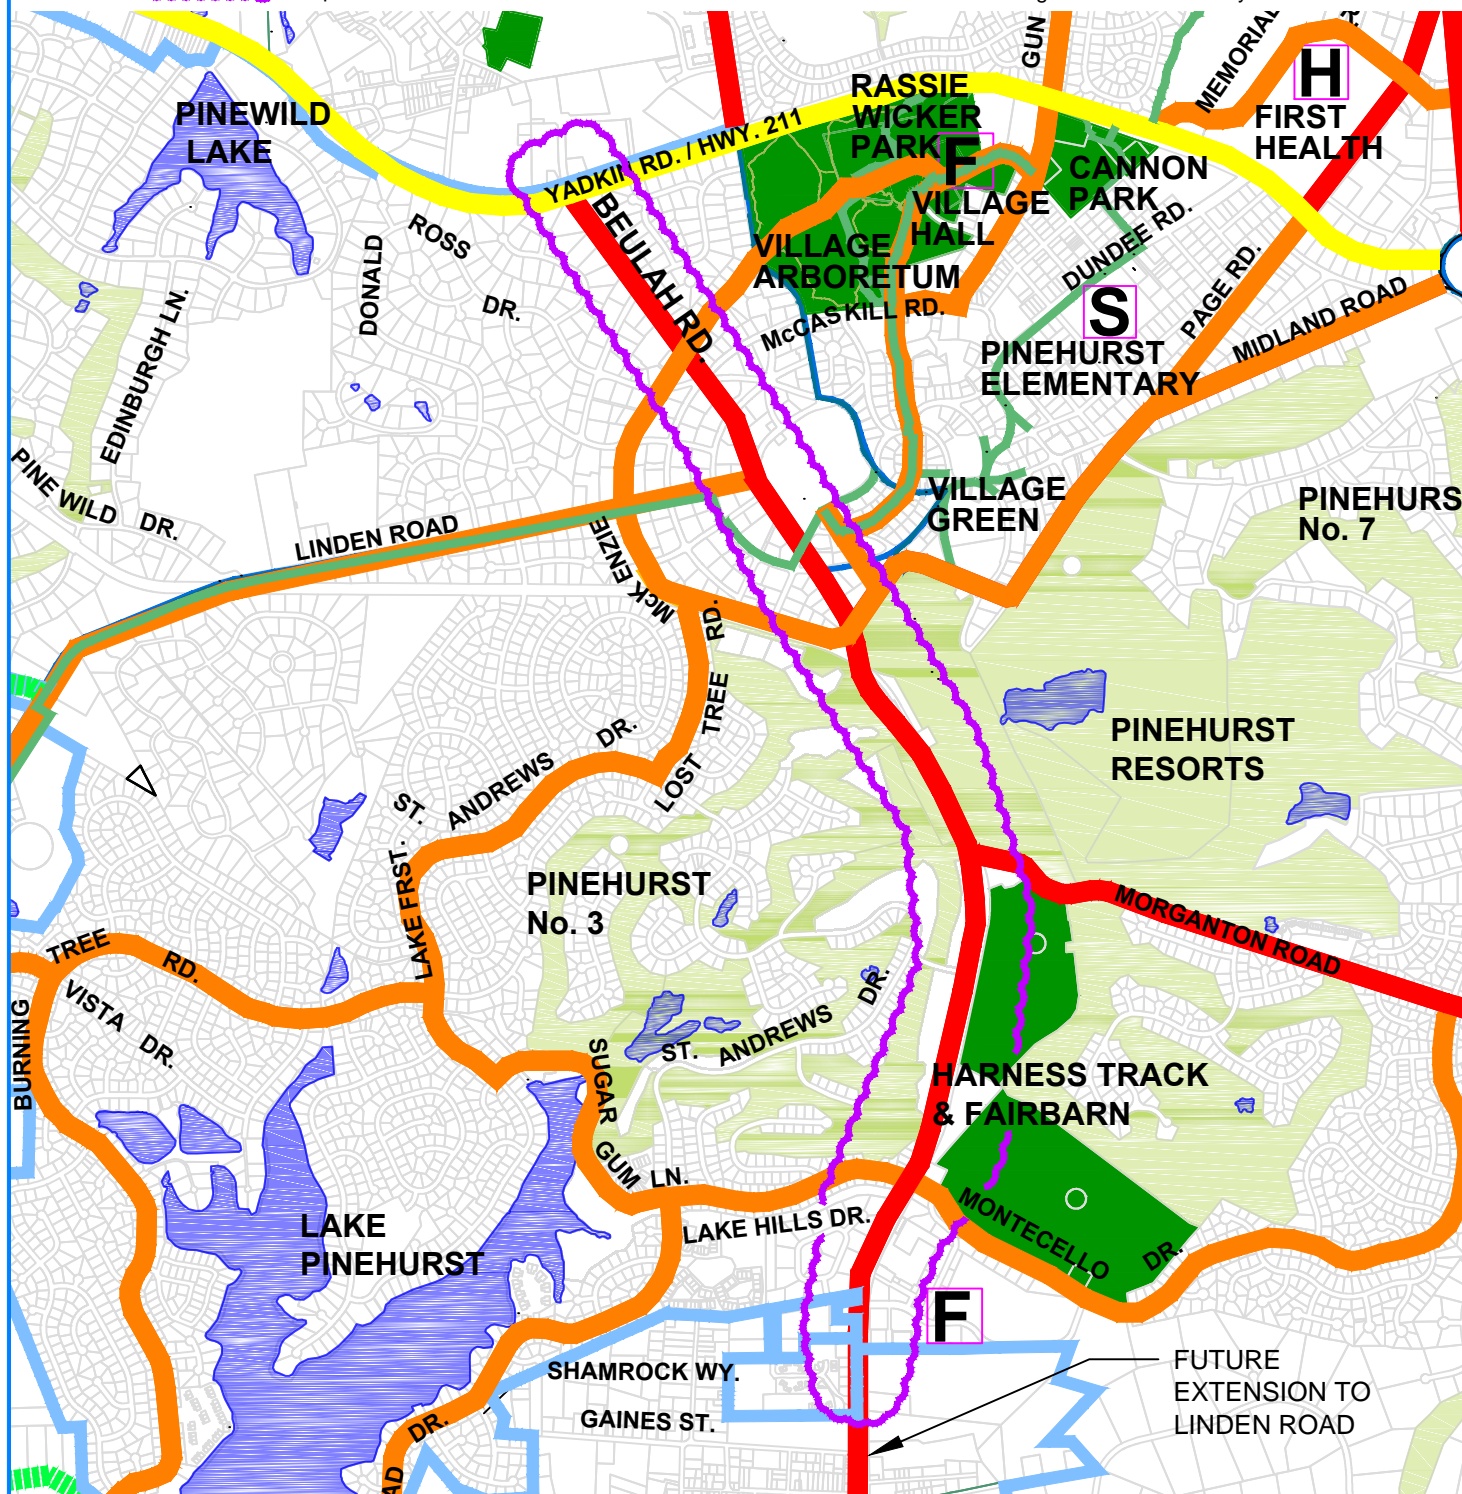 GUN
MEMORIAL
H
FIRST
HEALTH
RASSIE
WICKER
PARK
F
PINEWILD
LAKE
YADKIN RD. / HWY. 211
CANNON
PARK
VILLAGE
HALL
VILLAGE
ARBORETUM
DUNDEE RD.
McCASKILL RD.
S
PINEHURST
ELEMENTARY
PAGE RD.
MIDLAND ROAD
BEULAH RD.
ROSS
DONALD
DR.
EDINBURGH LN.
PINE WILD DR.
LINDEN ROAD
VILLAGE
GREEN
PINEHURS
No. 7
McK ENZIE
RD.
TREE
LOST
ST. ANDREWS DR.
PINEHURST
RESORTS
LAKE FRST.
PINEHURST
No. 3
MORGANTON ROAD
TREE RD.
VISTA DR.
BURNING
ST. ANDREWS DR.
SUGAR
GUM LN.
HARNESS TRACK
& FAIRBARN
LAKE HILLS DR.
MONTECELLO DR.
LAKE
PINEHURST
F
SHAMROCK WY.
GAINES ST.
DR.
AD
FUTURE
EXTENSION TO
LINDEN ROAD